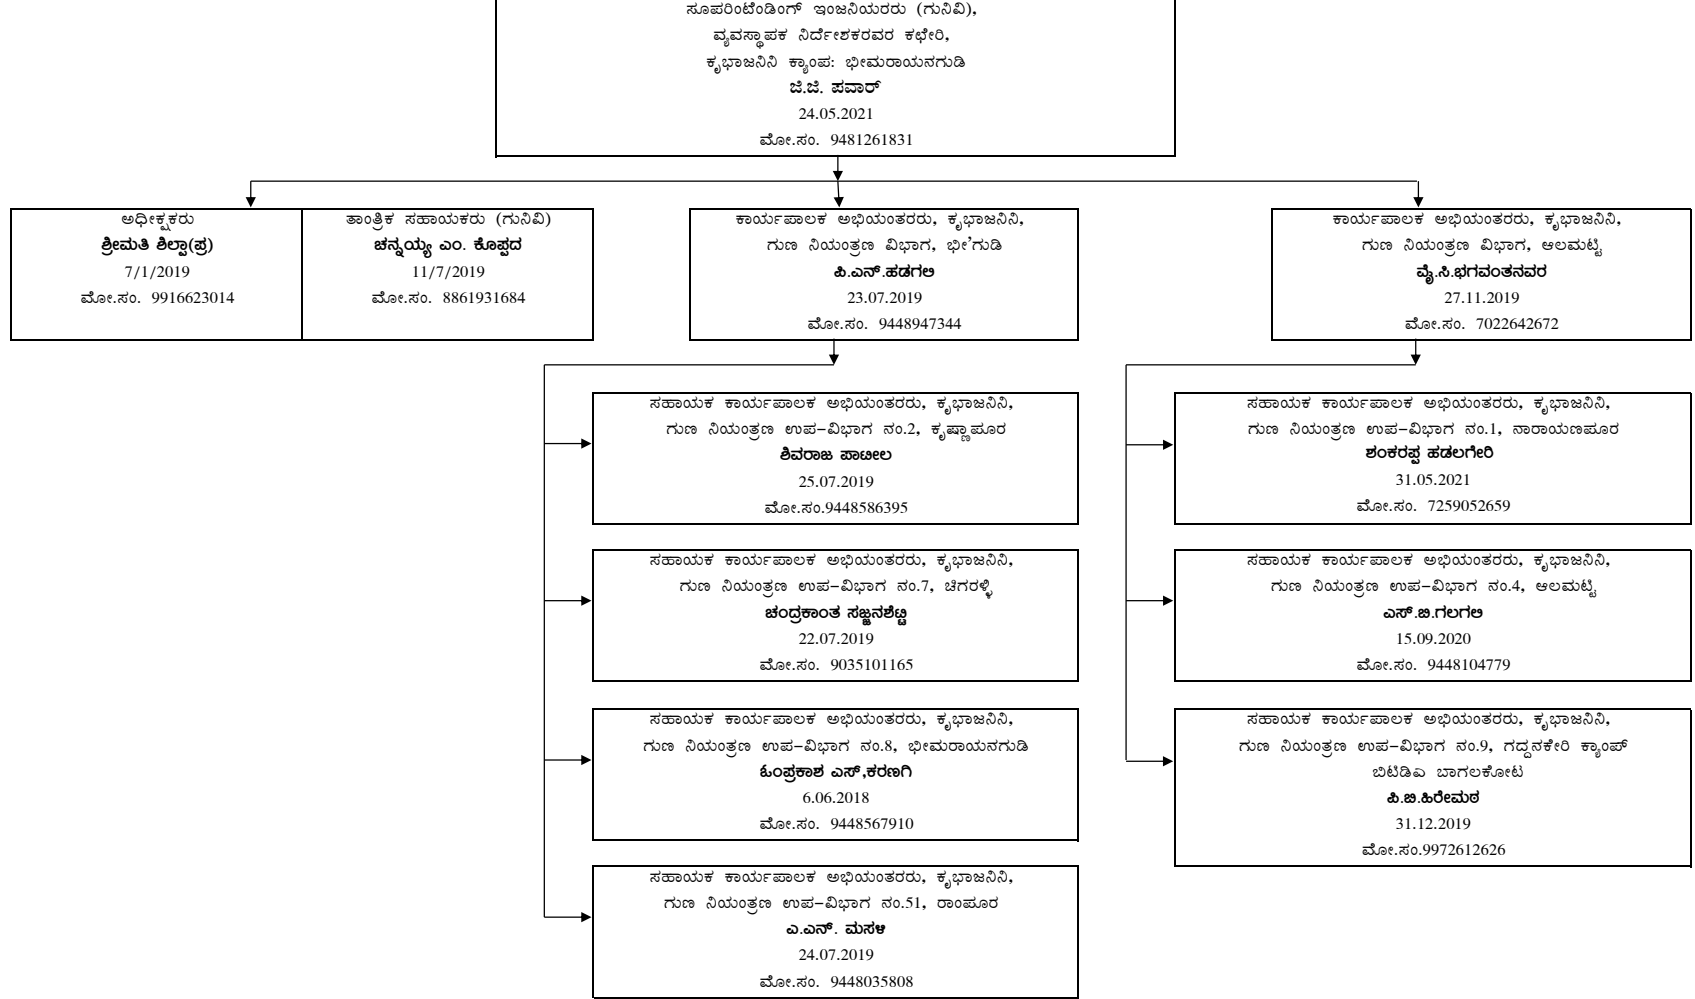 ಸೂಪರಿಂಟೆಂಡಿಂಗ್ ಇಂಜನಿಯರರು (ಗುನಿವಿ),
ವ್ಯವಸ್ಥಾಪಕ ನಿರ್ದೇಶಕರವರ ಕಛೇರಿ,
ಕೃಭಾಜನಿನಿ ಕ್ಯಾಂಪ: ಭೀಮರಾಯನಗುಡಿ
ಜಿ.ಜಿ. ಪವಾರ್
24.05.2021
ಮೋ.ಸಂ. 9481261831
ಅಧೀಕ್ಷಕರು
ಶ್ರೀಮತಿ ಶಿಲ್ಪಾ(ಪ್ರ)
7/1/2019
ಮೋ.ಸಂ. 9916623014
ತಾಂತ್ರಿಕ ಸಹಾಯಕರು (ಗುನಿವಿ)
ಚನ್ನಯ್ಯ ಎಂ. ಕೊಪ್ಪದ
11/7/2019
ಮೋ.ಸಂ. 8861931684
ಕಾರ್ಯಪಾಲಕ ಅಭಿಯಂತರರು, ಕೃಭಾಜನಿನಿ,
ಗುಣ ನಿಯಂತ್ರಣ ವಿಭಾಗ, ಭೀ'ಗುಡಿ
ಪಿ.ಎನ್.ಹಡಗಲಿ
23.07.2019
ಮೋ.ಸಂ. 9448947344
ಕಾರ್ಯಪಾಲಕ ಅಭಿಯಂತರರು, ಕೃಭಾಜನಿನಿ,
ಗುಣ ನಿಯಂತ್ರಣ ವಿಭಾಗ, ಆಲಮಟ್ಟಿ
ವೈ.ಸಿ.ಭಗವಂತನವರ
27.11.2019
ಮೋ.ಸಂ. 7022642672
ಸಹಾಯಕ ಕಾರ್ಯಪಾಲಕ ಅಭಿಯಂತರರು, ಕೃಭಾಜನಿನಿ,
ಗುಣ ನಿಯಂತ್ರಣ ಉಪ-ವಿಭಾಗ ನಂ.2, ಕೃಷ್ಣಾಪೂರ
ಶಿವರಾಜ ಪಾಟೀಲ
25.07.2019
ಮೋ.ಸಂ.9448586395
ಸಹಾಯಕ ಕಾರ್ಯಪಾಲಕ ಅಭಿಯಂತರರು, ಕೃಭಾಜನಿನಿ,
ಗುಣ ನಿಯಂತ್ರಣ ಉಪ-ವಿಭಾಗ ನಂ.7, ಚಿಗರಳ್ಳಿ
ಚಂದ್ರಕಾಂತ ಸಜ್ಜನಶೆಟ್ಟಿ
22.07.2019
ಮೋ.ಸಂ. 9035101165
ಸಹಾಯಕ ಕಾರ್ಯಪಾಲಕ ಅಭಿಯಂತರರು, ಕೃಭಾಜನಿನಿ,
ಗುಣ ನಿಯಂತ್ರಣ ಉಪ-ವಿಭಾಗ ನಂ.8, ಭೀಮರಾಯನಗುಡಿ
ಓಂಪ್ರಕಾಶ ಎಸ್,ಕರಣಗಿ
6.06.2018
ಮೋ.ಸಂ. 9448567910
ಸಹಾಯಕ ಕಾರ್ಯಪಾಲಕ ಅಭಿಯಂತರರು, ಕೃಭಾಜನಿನಿ,
ಗುಣ ನಿಯಂತ್ರಣ ಉಪ-ವಿಭಾಗ ನಂ.51, ರಾಂಪೂರ
ಎ.ಎನ್. ಮಸಳಿ
24.07.2019
ಮೋ.ಸಂ. 9448035808
ಸಹಾಯಕ ಕಾರ್ಯಪಾಲಕ ಅಭಿಯಂತರರು, ಕೃಭಾಜನಿನಿ,
ಗುಣ ನಿಯಂತ್ರಣ ಉಪ-ವಿಭಾಗ ನಂ.1, ನಾರಾಯಣಪೂರ
ಶಂಕರಪ್ಪ ಹಡಲಗೇರಿ
31.05.2021
ಮೋ.ಸಂ. 7259052659
ಸಹಾಯಕ ಕಾರ್ಯಪಾಲಕ ಅಭಿಯಂತರರು, ಕೃಭಾಜನಿನಿ,
ಗುಣ ನಿಯಂತ್ರಣ ಉಪ-ವಿಭಾಗ ನಂ.4, ಆಲಮಟ್ಟಿ
ಎಸ್.ಬಿ.ಗಲಗಲಿ
15.09.2020
ಮೋ.ಸಂ. 9448104779
ಸಹಾಯಕ ಕಾರ್ಯಪಾಲಕ ಅಭಿಯಂತರರು, ಕೃಭಾಜನಿನಿ,
ಗುಣ ನಿಯಂತ್ರಣ ಉಪ-ವಿಭಾಗ ನಂ.9, ಗದ್ದನಕೇರಿ ಕ್ಯಾಂಪ್
ಬಿಟಿಡಿಎ ಬಾಗಲಕೋಟ
ಪಿ.ಬಿ.ಹಿರೇಮಠ
31.12.2019
ಮೋ.ಸಂ.9972612626